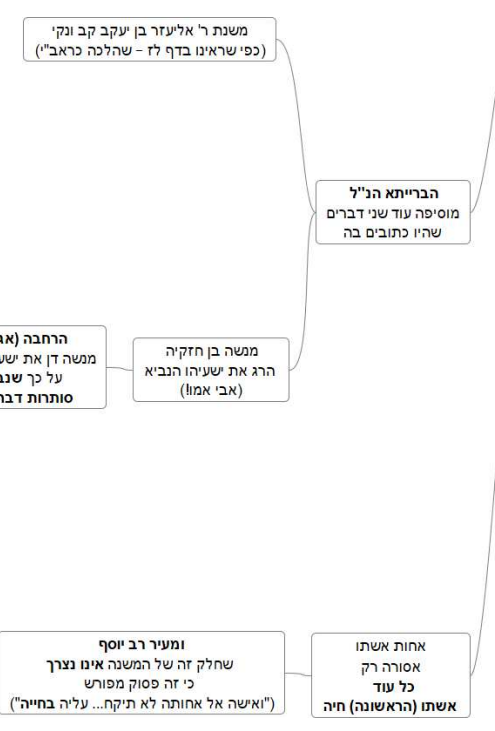 משנת ר' אליעזר בן יעקב קב ונקי
(כפי שראינו בדף לז - שהלכה כראב"י)
הברייתא הנ"ל
מוסיפה עוד שני דברים
שהיו כתובים בה
מנשה בן חזקיה
הרג את ישעיהו הנביא
(אבי אמו!)
הרחבה
מנשה דן את
על כך
סותרות
אחות אשתו
אסורה רק
כל עוד
אשתו (הראשונה) חיה
ומעיר רב יוסף
שחלק זה של המשנה אינו נצרך
כי זה פסוק מפורש
("ואישה אל אחותה לא תיקח... עליה בחייה")